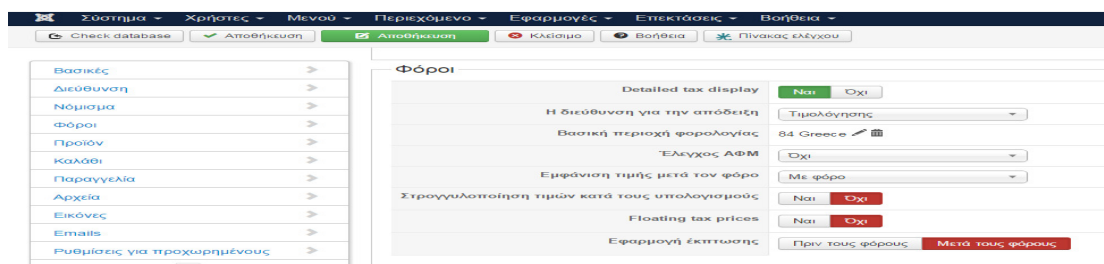 Σύστημα Χρήστες Μενού Περιεχόμενο Εφαρμογές Επεκτάσεις Βοήθεια
Check database Αποθήκευση Αποθήκευση Κλείσιμο Βοήθεια Πίνακας ελέγχου
Βασικές
Διεύθυνση
Νόμισμα
Φόροι
Προϊόν
Καλάθι
Παραγγελία
Αρχεία
Εικόνες
Emails
Ρυθμίσεις για προχωρημένους
Φόροι
Detailed tax display Ναι Όχι
Η διεύθυνση για την απόδειξη Τιμολόγησης
Βασική περιοχή φορολογίας 84 Greece
Έλεγχος ΑΦΜ Όχι
Εμφάνιση τιμής μετά τον φόρο Με φόρο
Στρογγυλοποίηση τιμών κατά τους υπολογισμούς Ναι Όχι
Floating tax prices Ναι Όχι
Εφαρμογή έκπτωσης Πριν τους φόρους Μετά τους φόρους